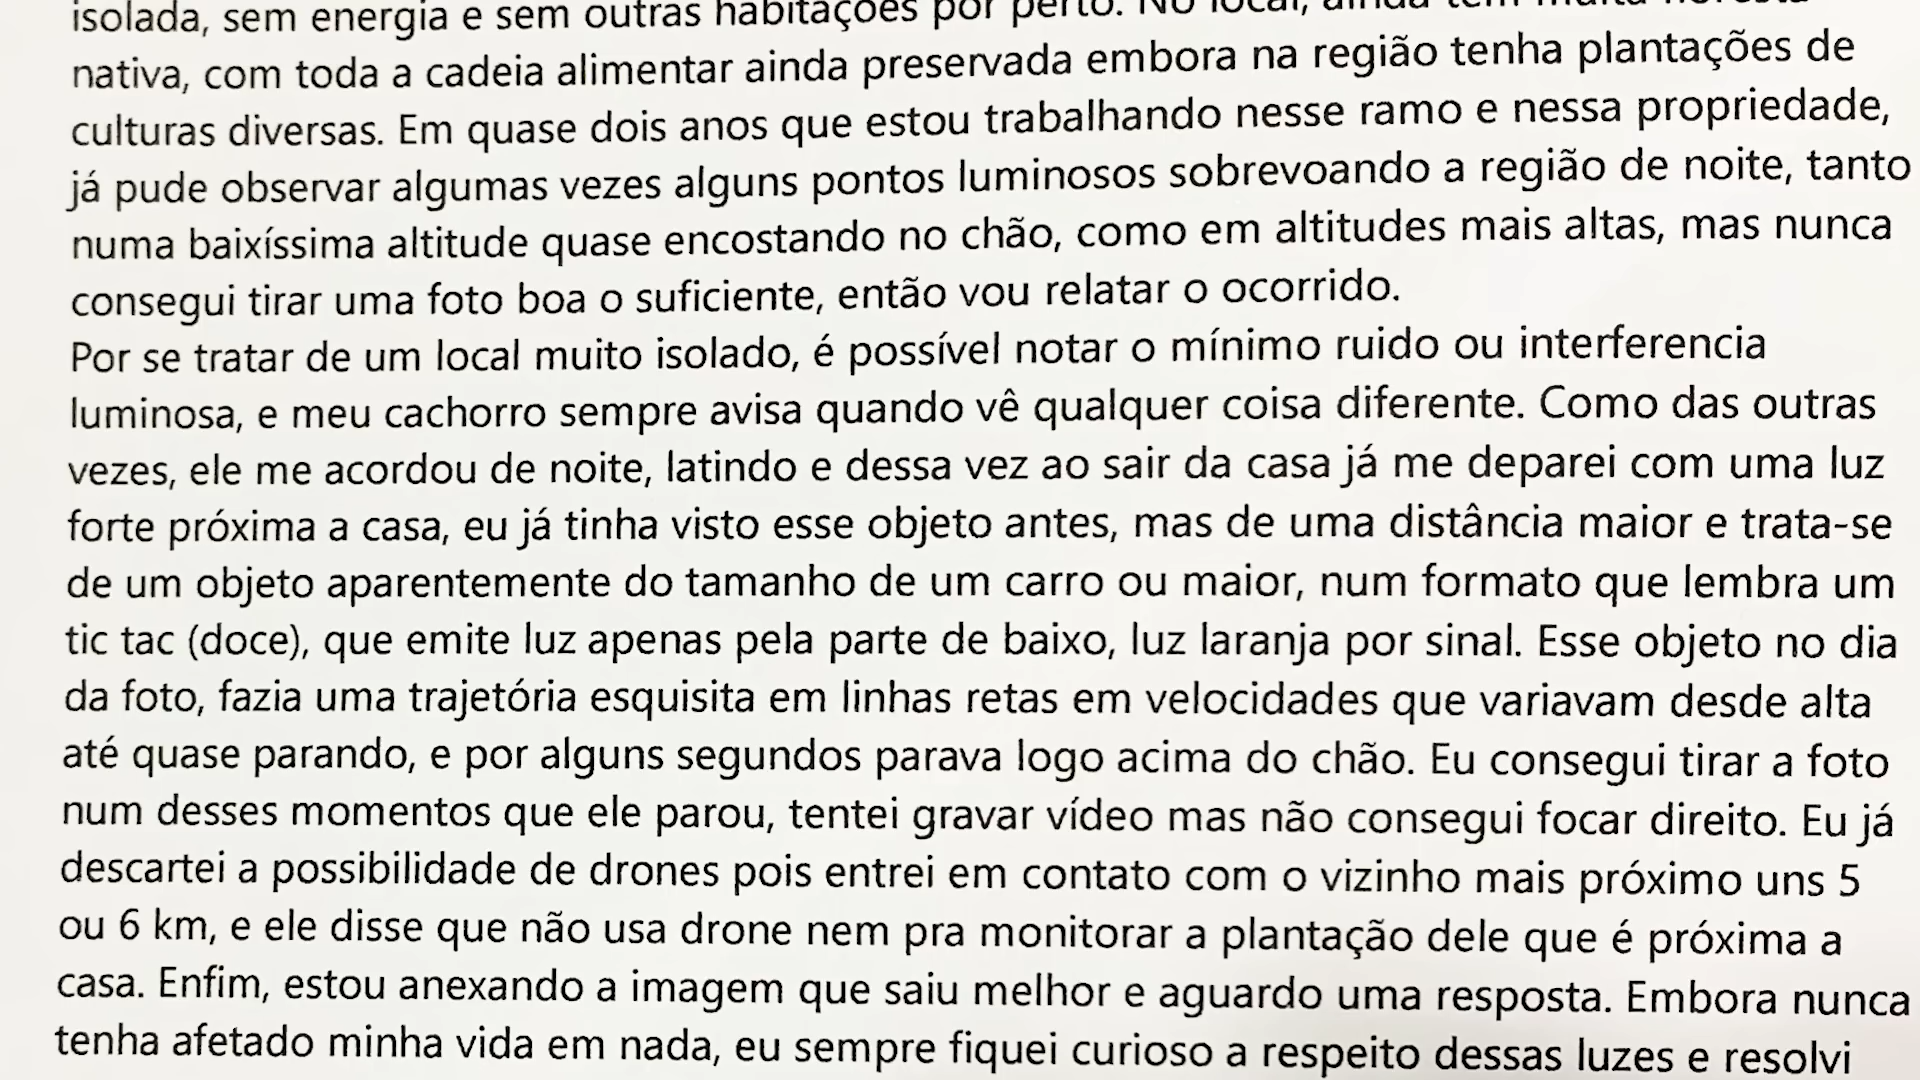 isolada, sem energia e sem outras habitações por perto. No local, ainda tem muita floresta
nativa, com toda a cadeia alimentar ainda preservada embora na região tenha plantações de
culturas diversas. Em quase dois anos que estou trabalhando nesse ramo e nessa propriedade,
já pude observar algumas vezes alguns pontos luminosos sobrevoando a região de noite, tanto
numa baixíssima altitude quase encostando no chão, como em altitudes mais altas, mas nunca
consegui tirar uma foto boa o suficiente, então vou relatar o ocorrido.
Por se tratar de um local muito isolado, é possível notar o mínimo ruido ou interferencia
luminosa, e meu cachorro sempre avisa quando vê qualquer coisa diferente. Como das outras
vezes, ele me acordou de noite, latindo e dessa vez ao sair da casa já me deparei com uma luz
forte próxima a casa, eu já tinha visto esse objeto antes, mas de uma distância maior e trata-se
de um objeto aparentemente do tamanho de um carro ou maior, num formato que lembra um
tic tac (doce), que emite luz apenas pela parte de baixo, luz laranja por sinal. Esse objeto no dia
da foto, fazia uma trajetória esquisita em linhas retas em velocidades que variavam desde alta
até quase parando, e por alguns segundos parava logo acima do chão. Eu consegui tirar a foto
num desses momentos que ele parou, tentei gravar vídeo mas não consegui focar direito. Eu já
descartei a possibilidade de drones pois entrei em contato com o vizinho mais próximo uns 5
ou 6 km, e ele disse que não usa drone nem pra monitorar a plantação dele que é próxima a
casa. Enfim, estou anexando a imagem que saiu melhor e aguardo uma resposta. Embora nunca
tenha afetado minha vida em nada, eu sempre fiquei curioso a respeito dessas luzes e resolvi